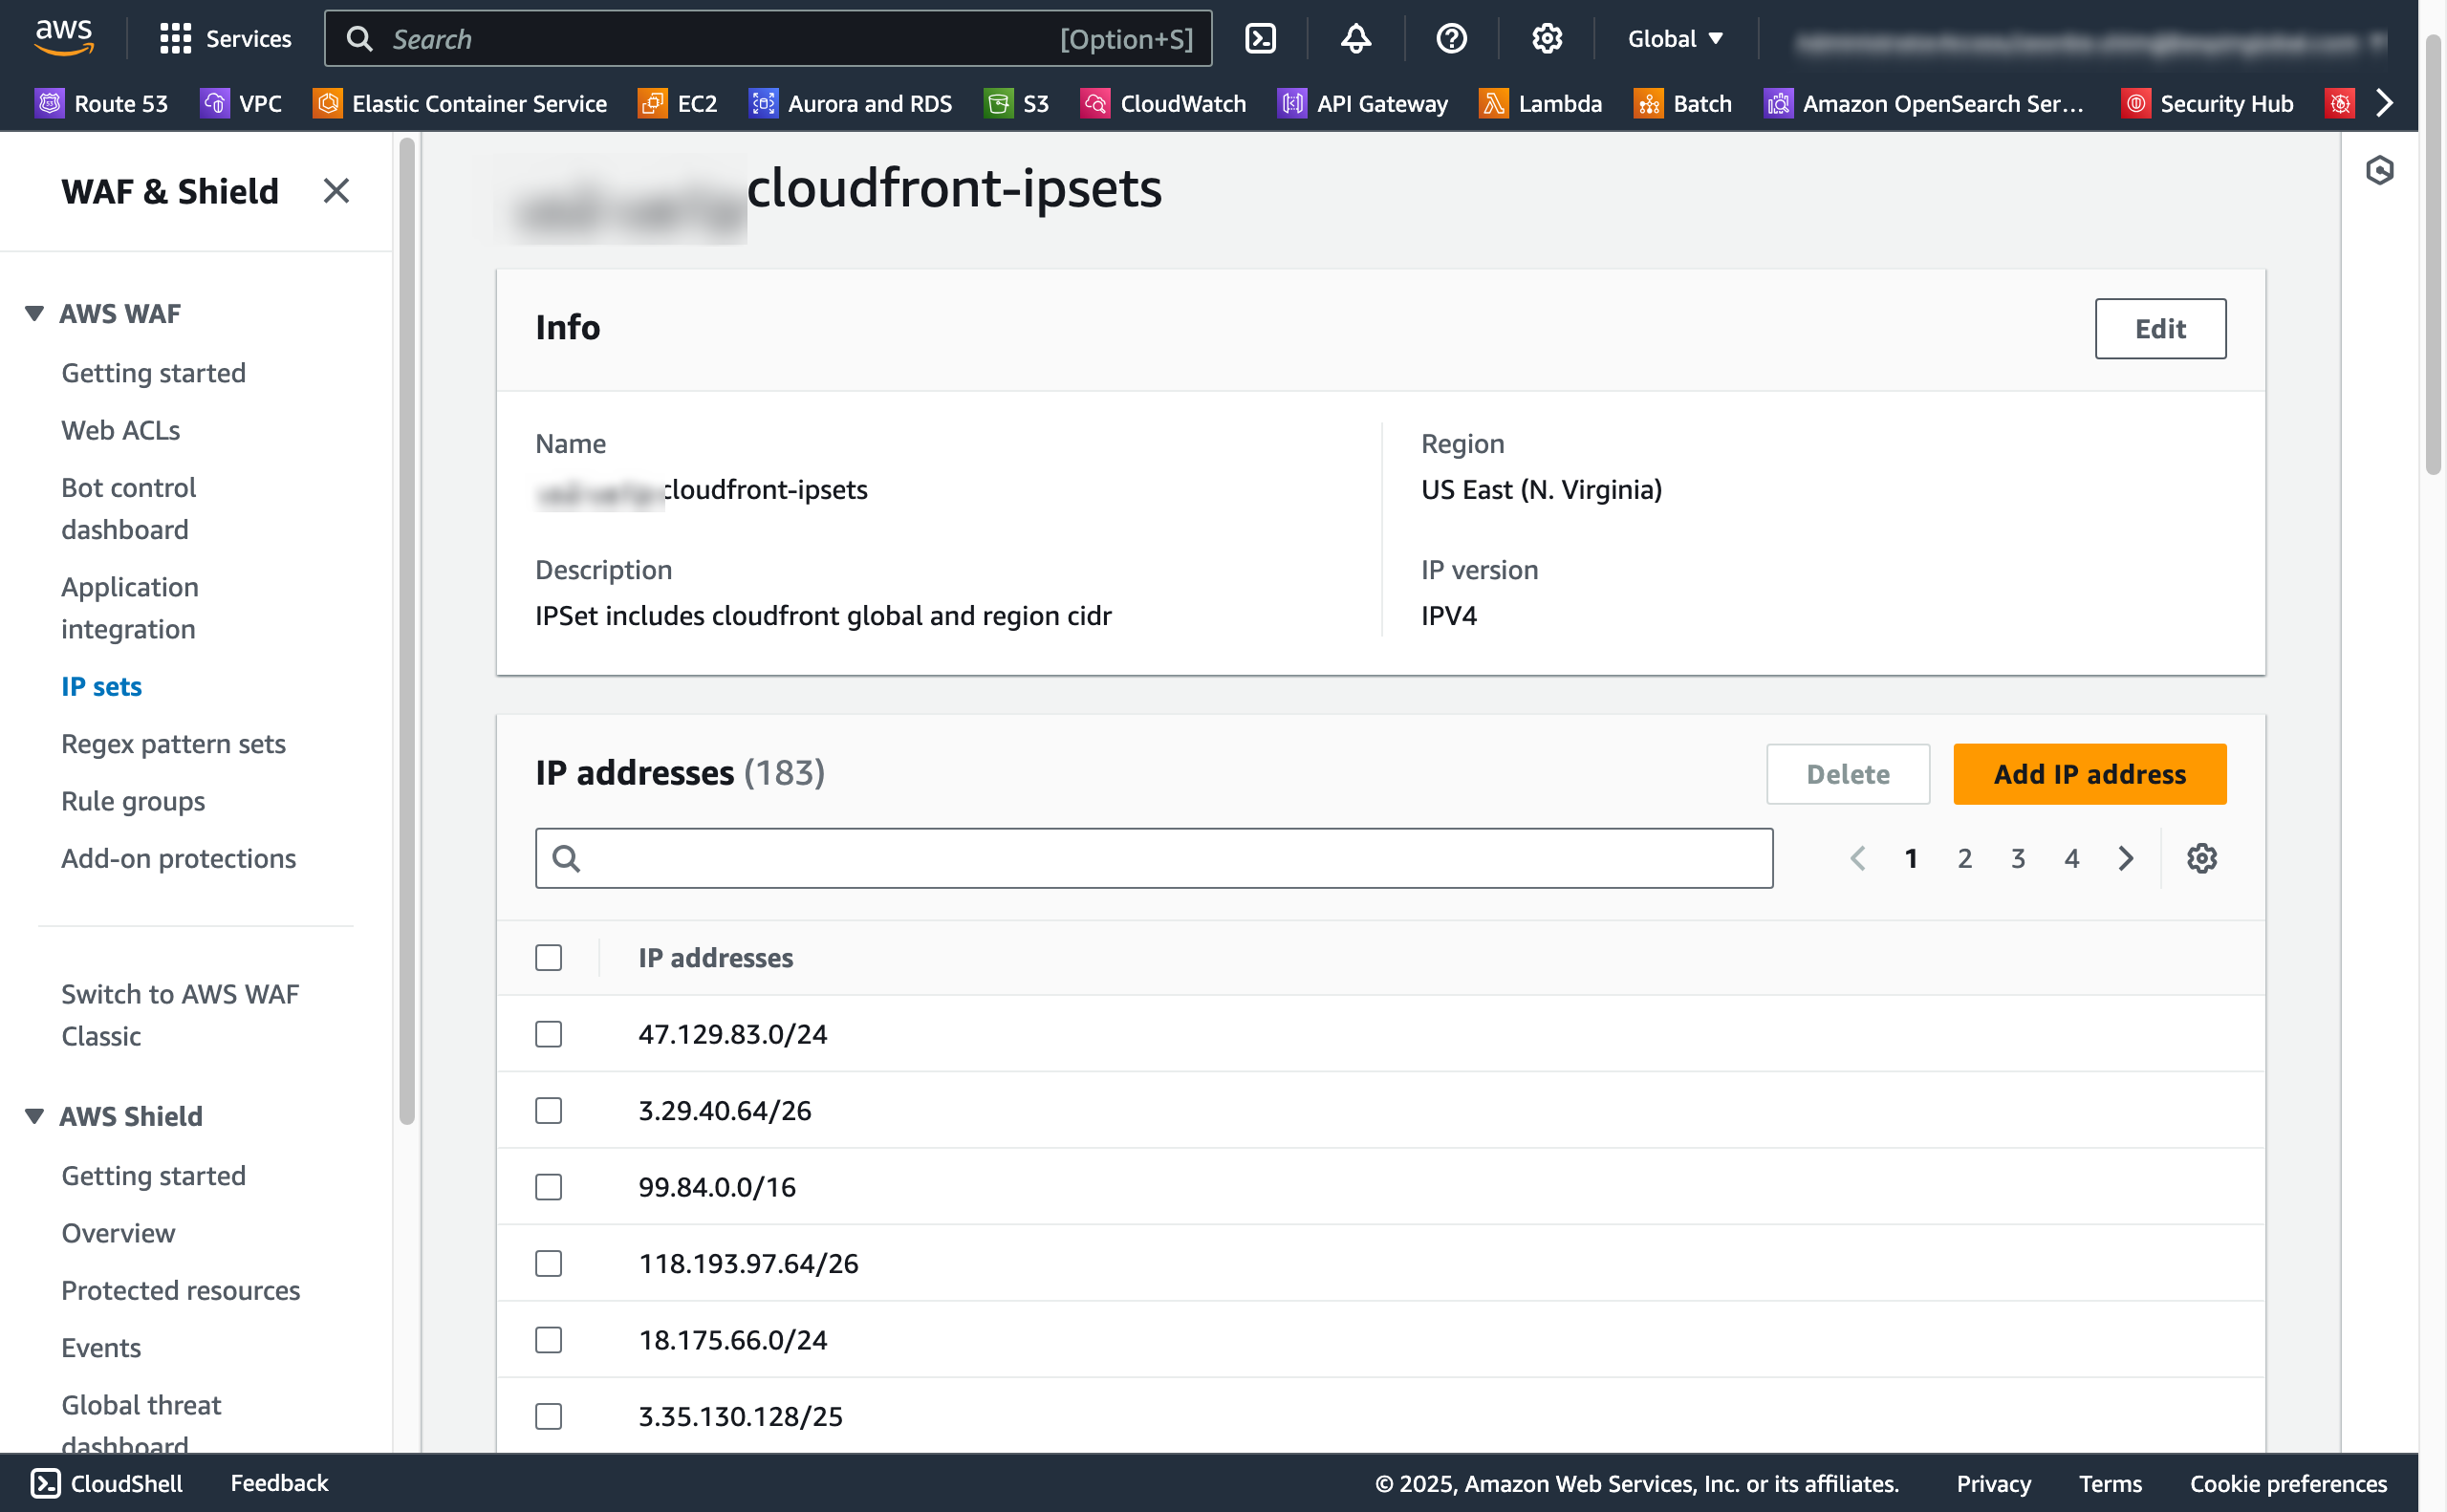 aws
Services
Search
[Option+S]
Global
Route 53
VPC
Elastic Container Service
EC2
Aurora and RDS
S3
CloudWatch
API Gateway
Lambda
Batch
Amazon OpenSearch Ser...
Security Hub
WAF & Shield
AWS WAF
Getting started
Web ACLs
Bot control
dashboard
Application
integration
IP sets
Regex pattern sets
Rule groups
Add-on protections
Switch to AWS WAF
Classic
AWS Shield
Getting started
Overview
Protected resources
Events
Global threat
dashboard
cloudfront-ipsets
Info
Edit
Name
cloudfront-ipsets
Region
US East (N. Virginia)
Description
IPSet includes cloudfront global and region cidr
IP version
IPV4
IP addresses (183)
Delete
Add IP address
1 2 3 4
IP addresses
47.129.83.0/24
3.29.40.64/26
99.84.0.0/16
118.193.97.64/26
18.175.66.0/24
3.35.130.128/25
CloudShell
Feedback
© 2025, Amazon Web Services, Inc. or its affiliates.
Privacy
Terms
Cookie preferences